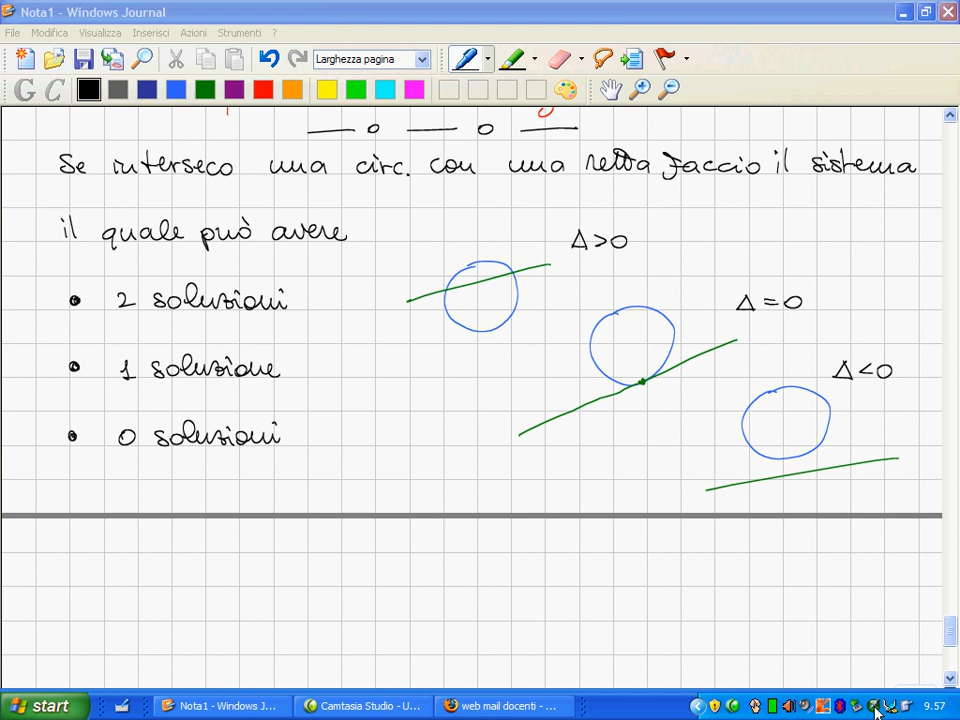 Nota1 - Windows Journal
File Modifica Visualizza Inserisci Azioni Strumenti ?
Larghezza pagina
G C
Se interseco una circ. con una retta faccio il sistema
il quale può avere
Δ>0
• 2 soluzioni
Δ=0
• 1 soluzione
Δ<0
• 0 soluzioni
start Nota1 - Windows J... Camtasia Studio - U... web mail docenti - ... 9.57